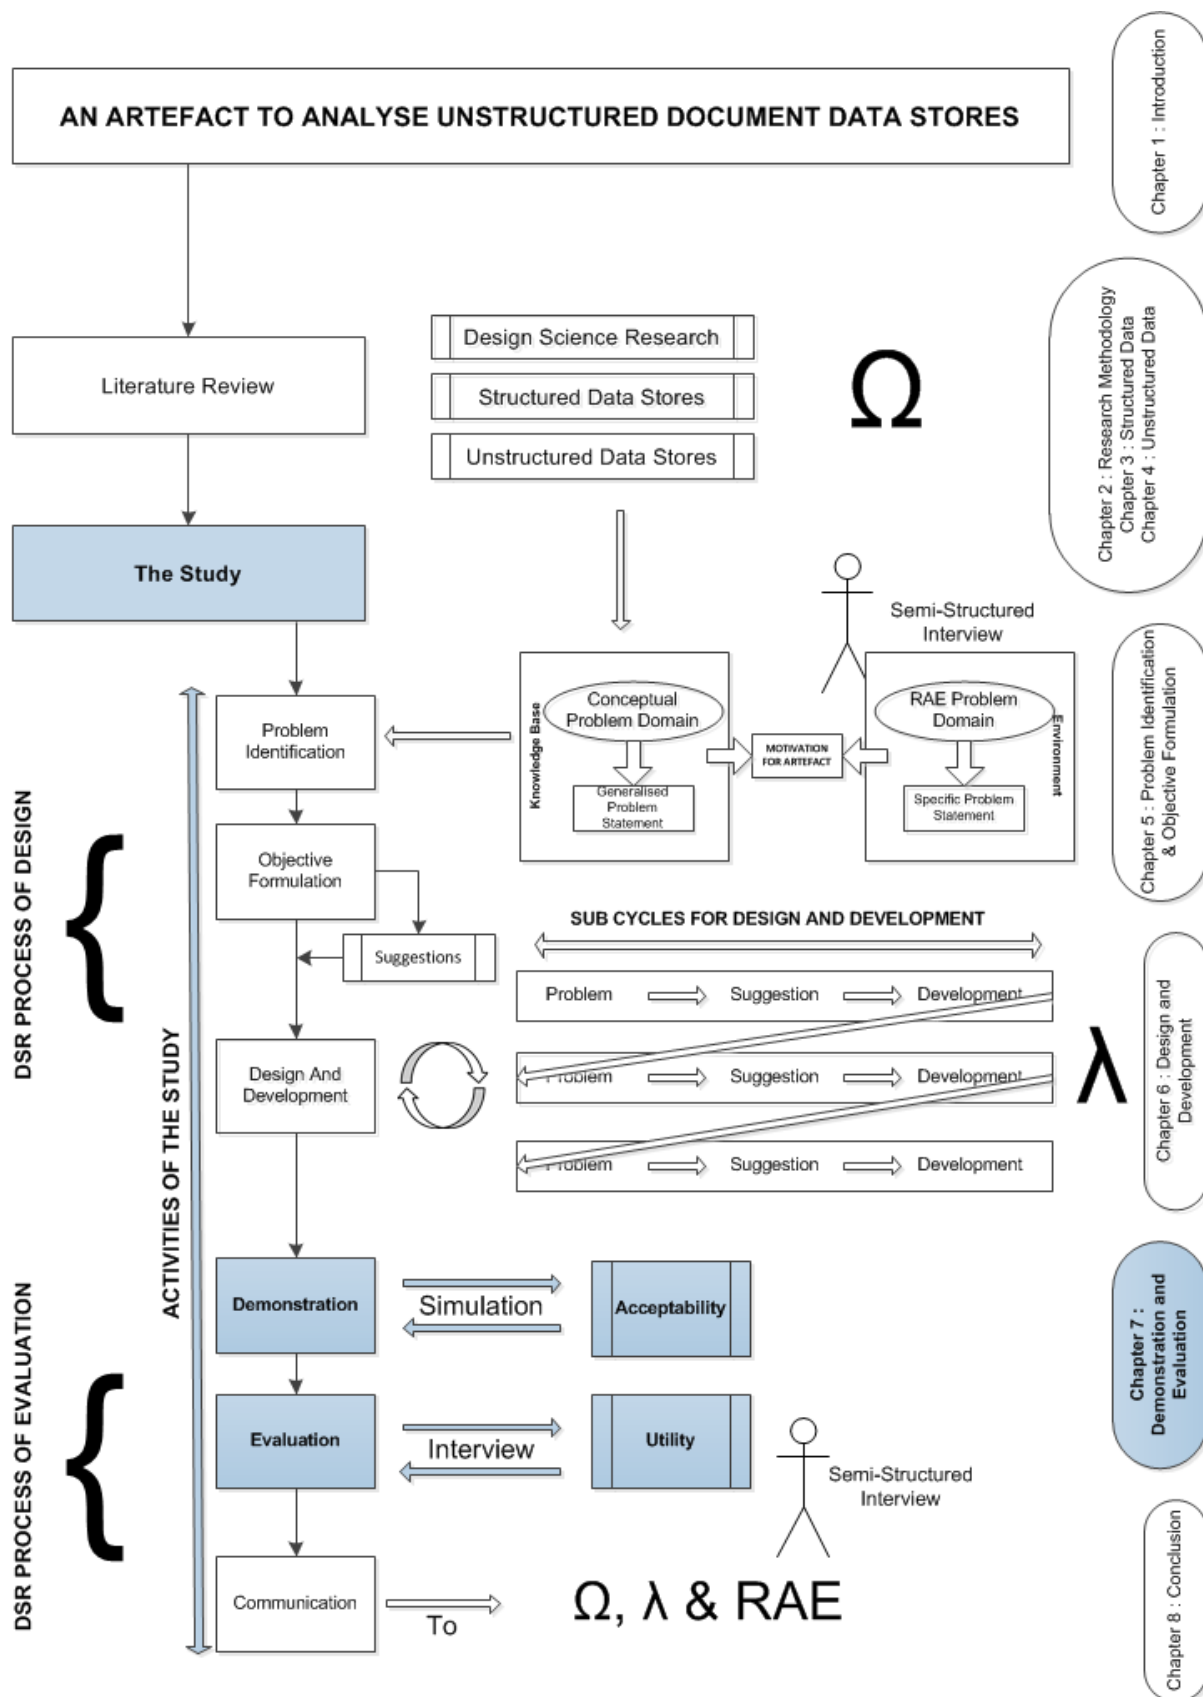 AN ARTEFACT TO ANALYSE UNSTRUCTURED DOCUMENT DATA STORES
Chapter 1 : Introduction
Literature Review
Design Science Research
Structured Data Stores
Unstructured Data Stores
Ω
Chapter 2 : Research Methodology
Chapter 3 : Structured Data
Chapter 4 : Unstructured Data
The Study
Semi-Structured
Interview
Problem
Identification
Knowledge Base
Conceptual
Problem Domain
Generalised
Problem
Statement
MOTIVATION
FOR ARTEFACT
RAE Problem
Domain
Specific Problem
Statement
Environment
Chapter 5 : Problem Identification
& Objective Formulation
DSR PROCESS OF DESIGN
{
Objective
Formulation
Suggestions
SUB CYCLES FOR DESIGN AND DEVELOPMENT
Problem
Suggestion
Development
Design And
Development
Problem
Suggestion
Development
Problem
Suggestion
Development
λ
Chapter 6 : Design and
Development
ACTIVITIES OF THE STUDY
DSR PROCESS OF EVALUATION
{
Demonstration
Simulation
Acceptability
Evaluation
Interview
Utility
Chapter 7 :
Demonstration and
Evaluation
Semi-Structured
Interview
Communication
To
Ω, λ & RAE
Chapter 8 : Conclusion